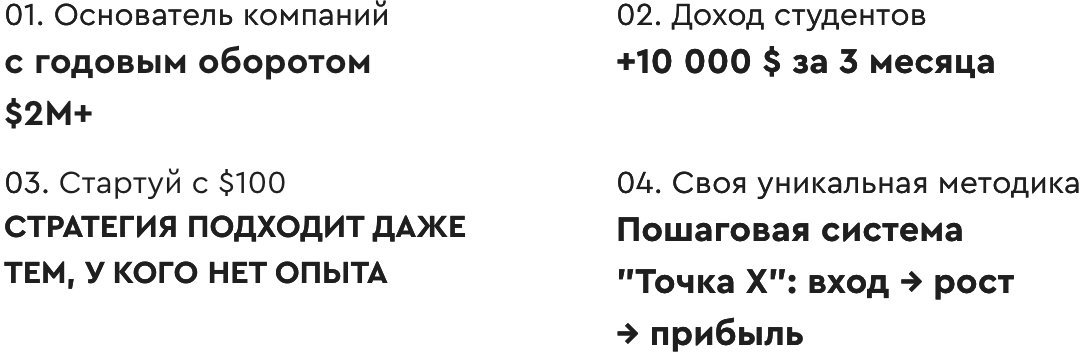 01. Основатель компаний
с годовым оборотом
$2М+
02. Доход студентов
+10 000 $ за 3 месяца
03. Стартуй с $100
СТРАТЕГИЯ ПОДХОДИТ ДАЖЕ
ТЕМ, У КОГО НЕТ ОПЫТА
04. Своя уникальная методика
Пошаговая система
"Точка Х": вход → рост
→ прибыль